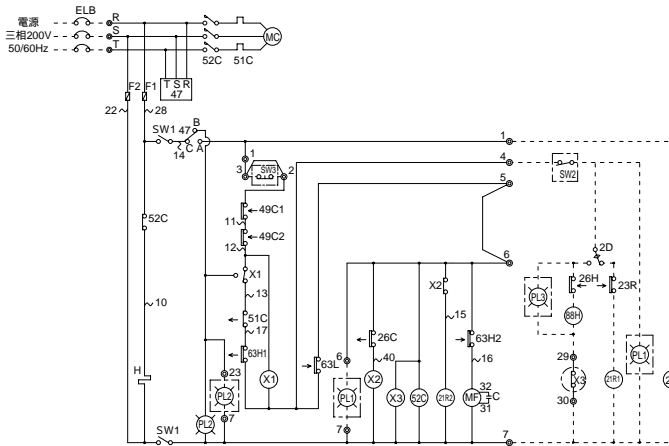 電源 ELB R
三相200V S
50/60Hz T
MC
52C 51C
F2 F1
T S R
47
22 28
SW1 47 B
C A
14
1
1
3 SW3 2
4
SW2
5
49C1
11
49C2
12
52C
10
6
2D
X1
X2
26H 23R
PL3
13
15
88H
51C
17
26C
63H2
63H1
63L
6
40
16
29
PL1
H
23
X1
X2
X3
52C
21R2
MF
32
C
31
X3
21R1
PL2
PL1
30
PL2
7
7
SW1
7